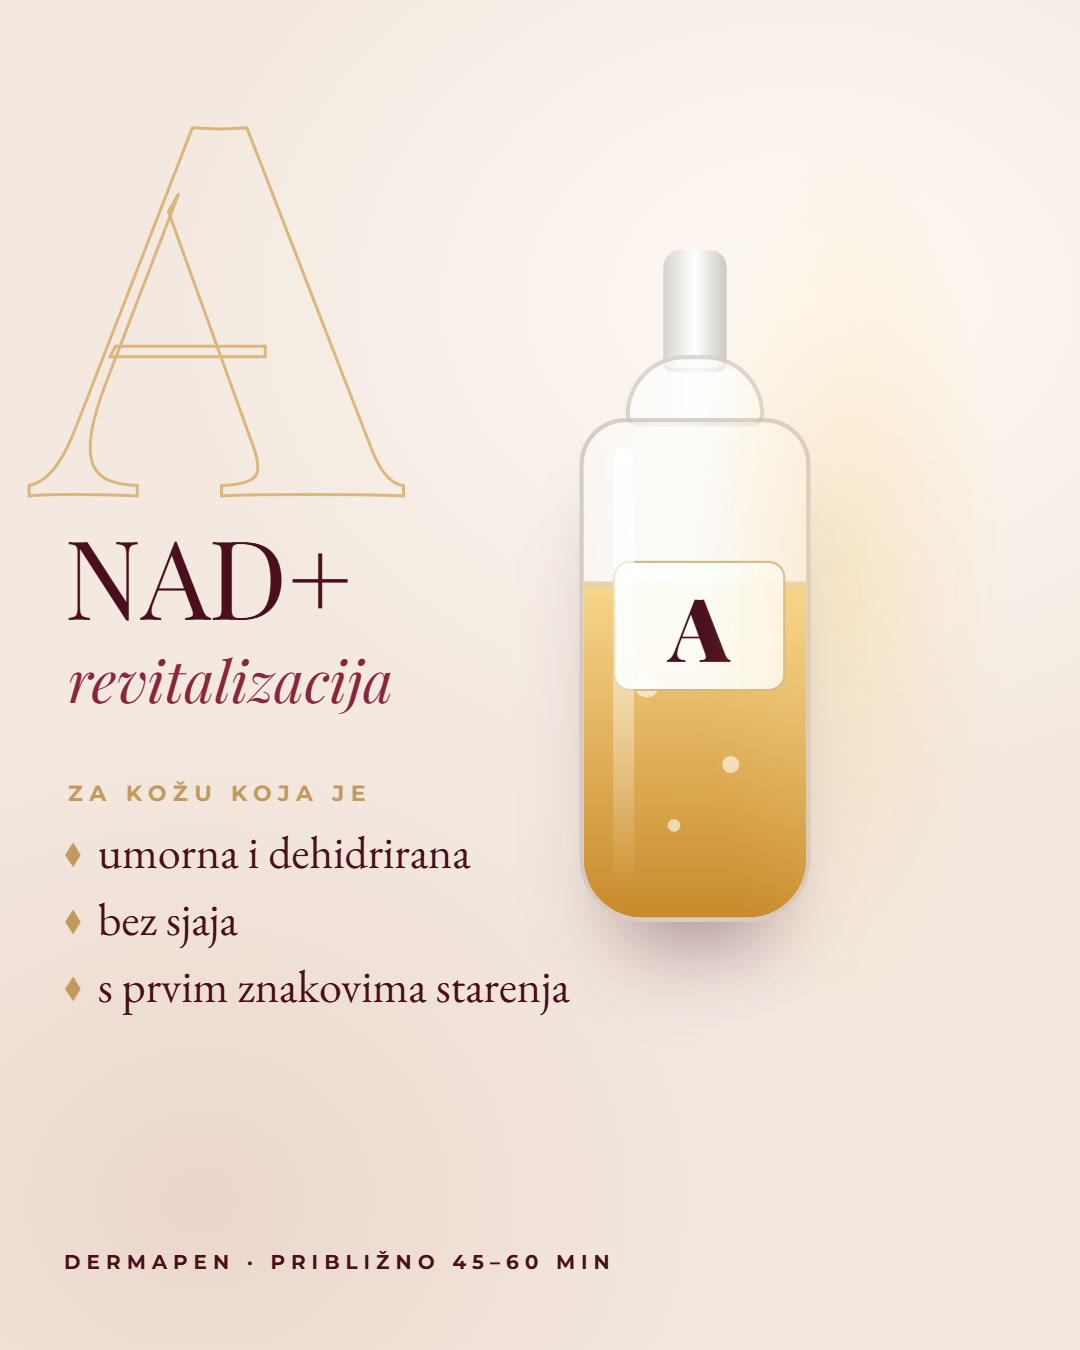 A
NAD+
revitalizacija
ZA KOŽU KOJA JE
umorna i dehidrirana
bez sjaja
s prvim znakovima starenja
A
DERMAPEN · PRIBLIŽNO 45–60 MIN